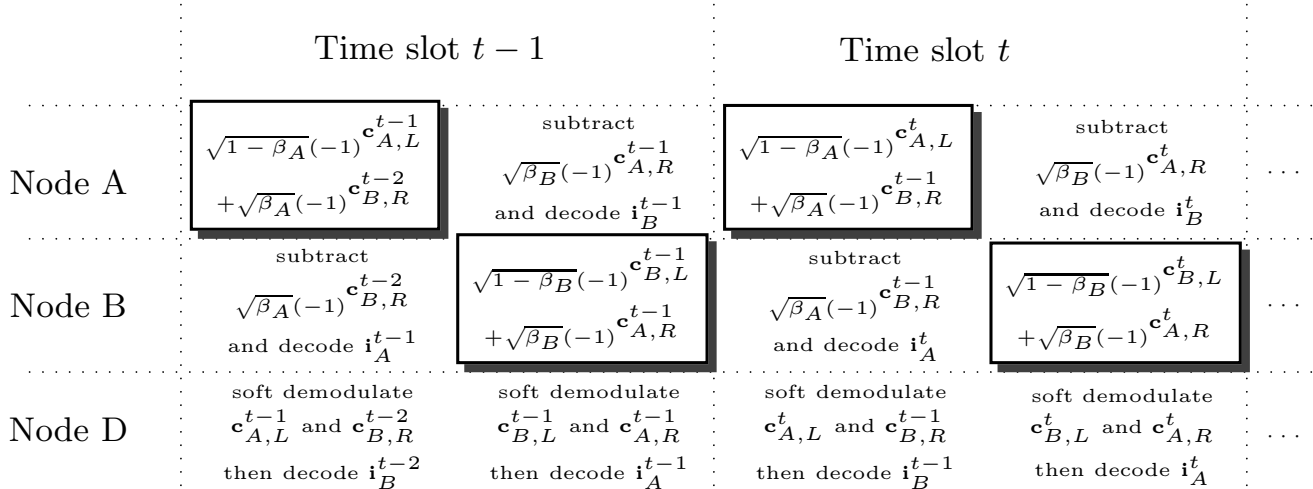 Time slot t − 1 Time slot t
Node A
√(1 − β_A)(−1)^{c_{A,L}^{t−1}}
+√β_A(−1)^{c_{B,R}^{t−2}}
subtract
√β_B(−1)^{c_{A,R}^{t−1}}
and decode i_B^{t−1}
√(1 − β_A)(−1)^{c_{A,L}^{t}}
+√β_A(−1)^{c_{B,R}^{t−1}}
subtract
√β_B(−1)^{c_{A,R}^{t}}
and decode i_B^{t}
...
Node B
subtract
√β_A(−1)^{c_{B,R}^{t−2}}
and decode i_A^{t−1}
√(1 − β_B)(−1)^{c_{B,L}^{t−1}}
+√β_B(−1)^{c_{A,R}^{t−1}}
subtract
√β_A(−1)^{c_{B,R}^{t−1}}
and decode i_A^{t}
√(1 − β_B)(−1)^{c_{B,L}^{t}}
+√β_B(−1)^{c_{A,R}^{t}}
...
Node D
soft demodulate
c_{A,L}^{t−1} and c_{B,R}^{t−2}
then decode i_B^{t−2}
soft demodulate
c_{B,L}^{t−1} and c_{A,R}^{t−1}
then decode i_A^{t−1}
soft demodulate
c_{A,L}^{t} and c_{B,R}^{t−1}
then decode i_B^{t−1}
soft demodulate
c_{B,L}^{t} and c_{A,R}^{t}
then decode i_A^{t}
...